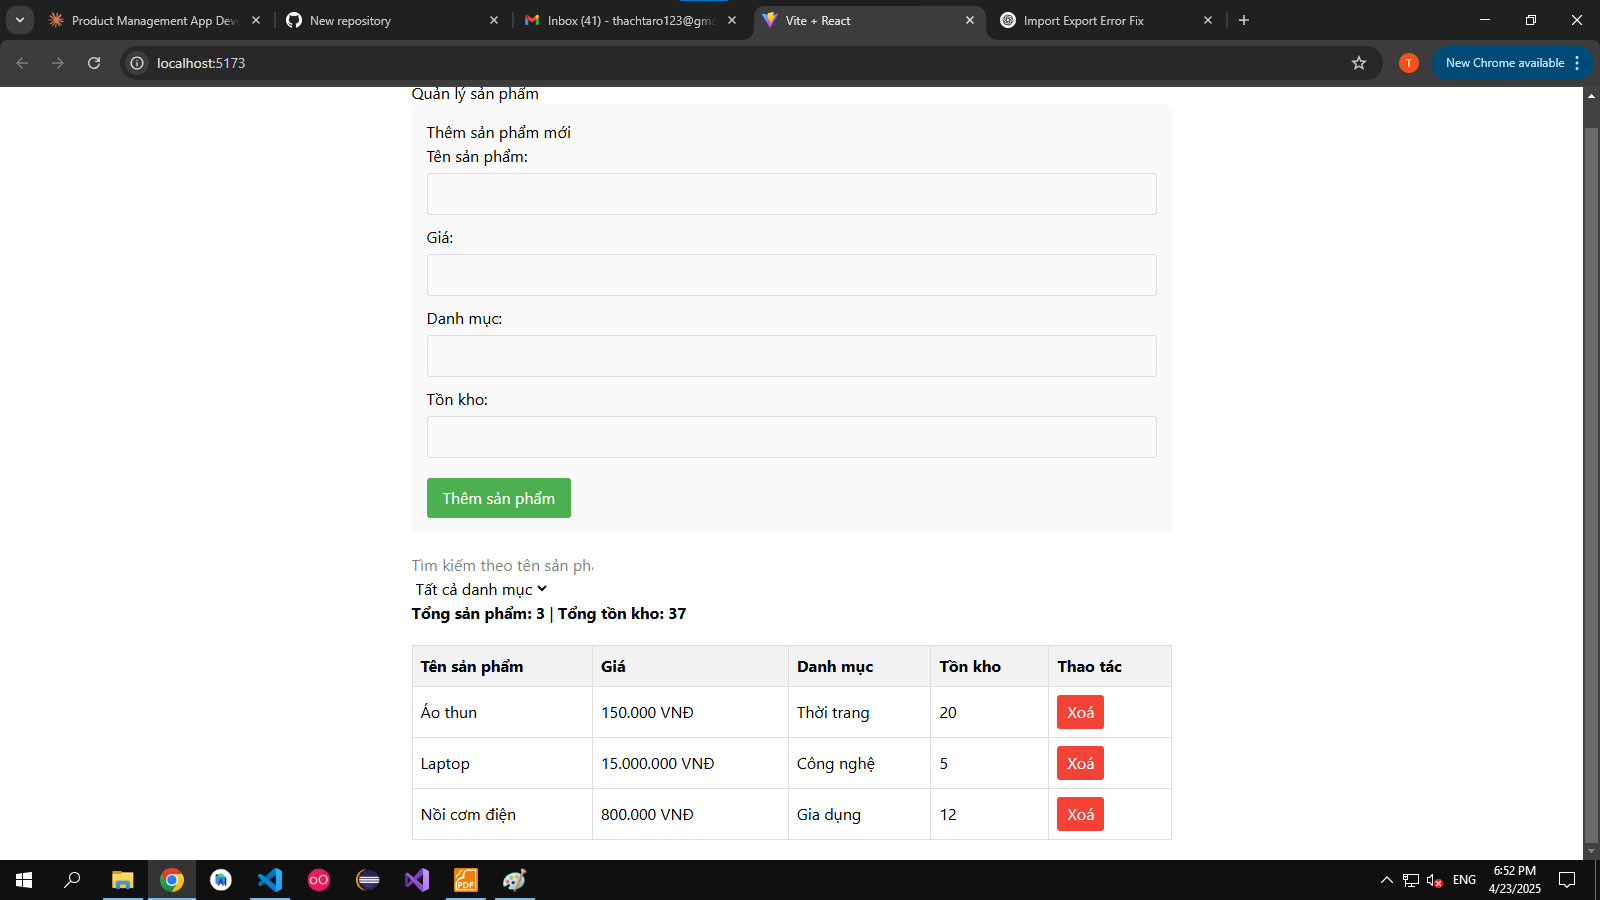 Product Management App Deve
New repository
Inbox (41) - thachtaro123@gma
Vite + React
Import Export Error Fix
localhost:5173
T
New Chrome available
Quản lý sản phẩm
Thêm sản phẩm mới
Tên sản phẩm:
Giá:
Danh mục:
Tồn kho:
Thêm sản phẩm
Tìm kiếm theo tên sản phẩ
Tất cả danh mục
Tổng sản phẩm: 3 | Tổng tồn kho: 37
Tên sản phẩm Giá Danh mục Tồn kho Thao tác
Áo thun 150.000 VNĐ Thời trang 20 Xoá
Laptop 15.000.000 VNĐ Công nghệ 5 Xoá
Nồi cơm điện 800.000 VNĐ Gia dụng 12 Xoá
PDF
ENG
6:52 PM
4/23/2025